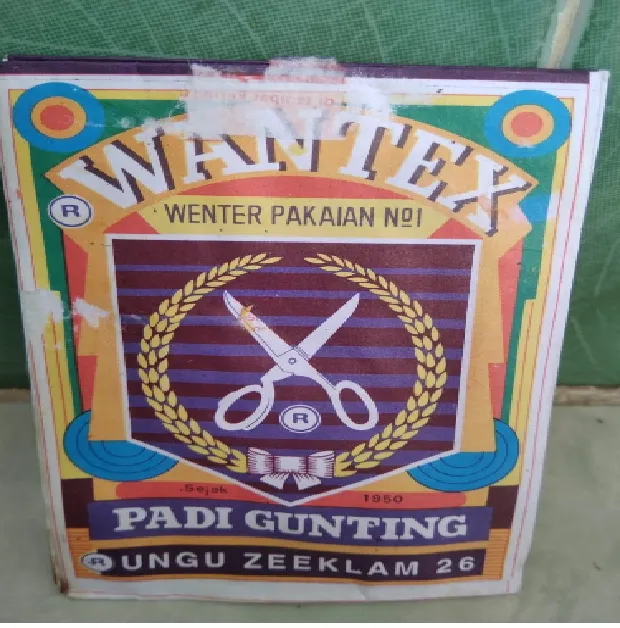 WANTEX
® WENTER PAKAIAN Nº1
®
.Sejak 1950
PADI GUNTING
® UNGU ZEEKLAM 26